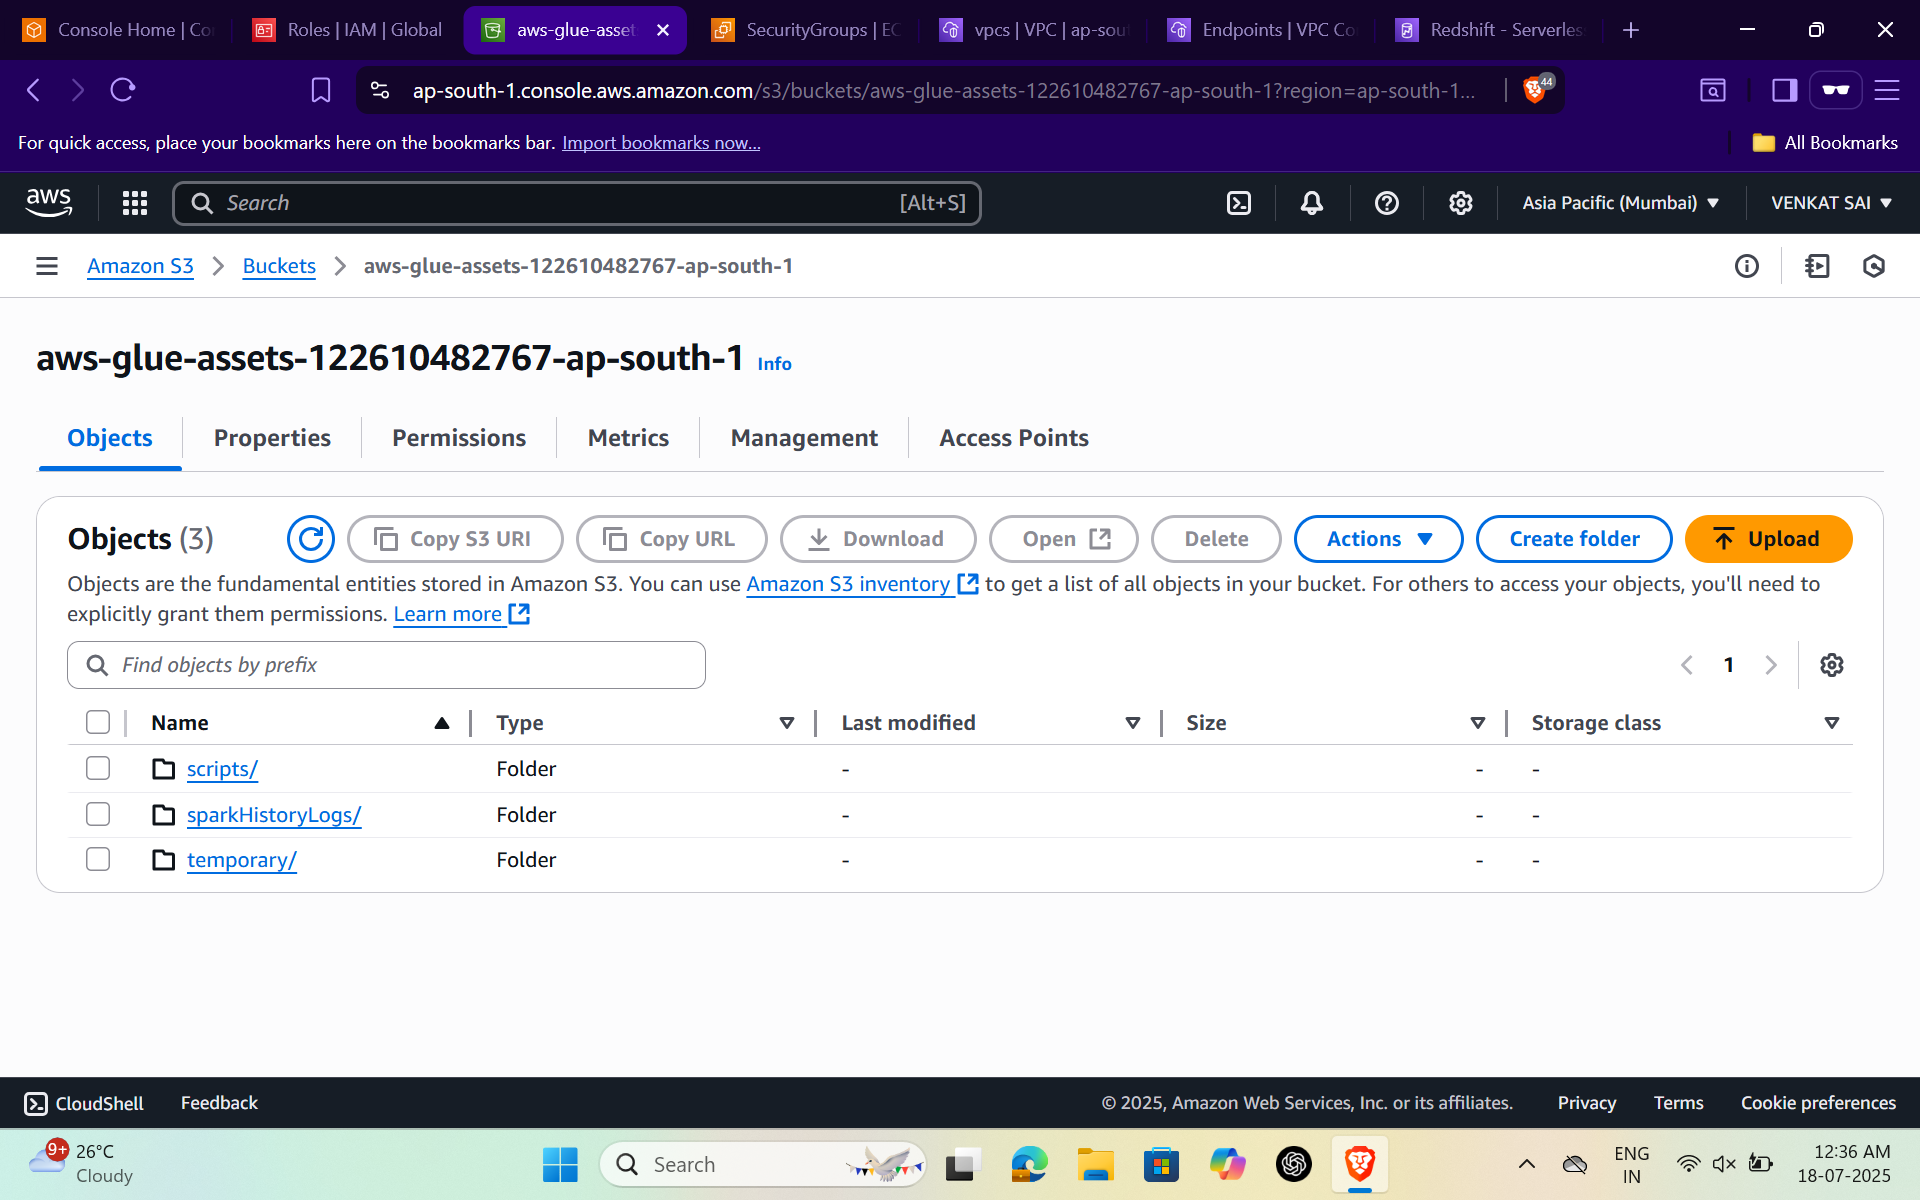 Console Home | Co
Roles | IAM | Global
aws-glue-asset
SecurityGroups | EC
vpcs | VPC | ap-sou
Endpoints | VPC Co
Redshift - Serverles
ap-south-1.console.aws.amazon.com/s3/buckets/aws-glue-assets-122610482767-ap-south-1?region=ap-south-1...
44
For quick access, place your bookmarks here on the bookmarks bar. Import bookmarks now...
All Bookmarks
aws
Search
[Alt+S]
Asia Pacific (Mumbai)
VENKAT SAI
Amazon S3
Buckets
aws-glue-assets-122610482767-ap-south-1
aws-glue-assets-122610482767-ap-south-1 Info
Objects
Properties
Permissions
Metrics
Management
Access Points
Objects (3)
Copy S3 URI
Copy URL
Download
Open
Delete
Actions
Create folder
Upload
Objects are the fundamental entities stored in Amazon S3. You can use Amazon S3 inventory to get a list of all objects in your bucket. For others to access your objects, you'll need to
explicitly grant them permissions. Learn more
Find objects by prefix
1
Name
Type
Last modified
Size
Storage class
scripts/ Folder - - -
sparkHistoryLogs/ Folder - - -
temporary/ Folder - - -
CloudShell
Feedback
© 2025, Amazon Web Services, Inc. or its affiliates.
Privacy
Terms
Cookie preferences
9+
26°C
Cloudy
Search
ENG
IN
12:36 AM
18-07-2025